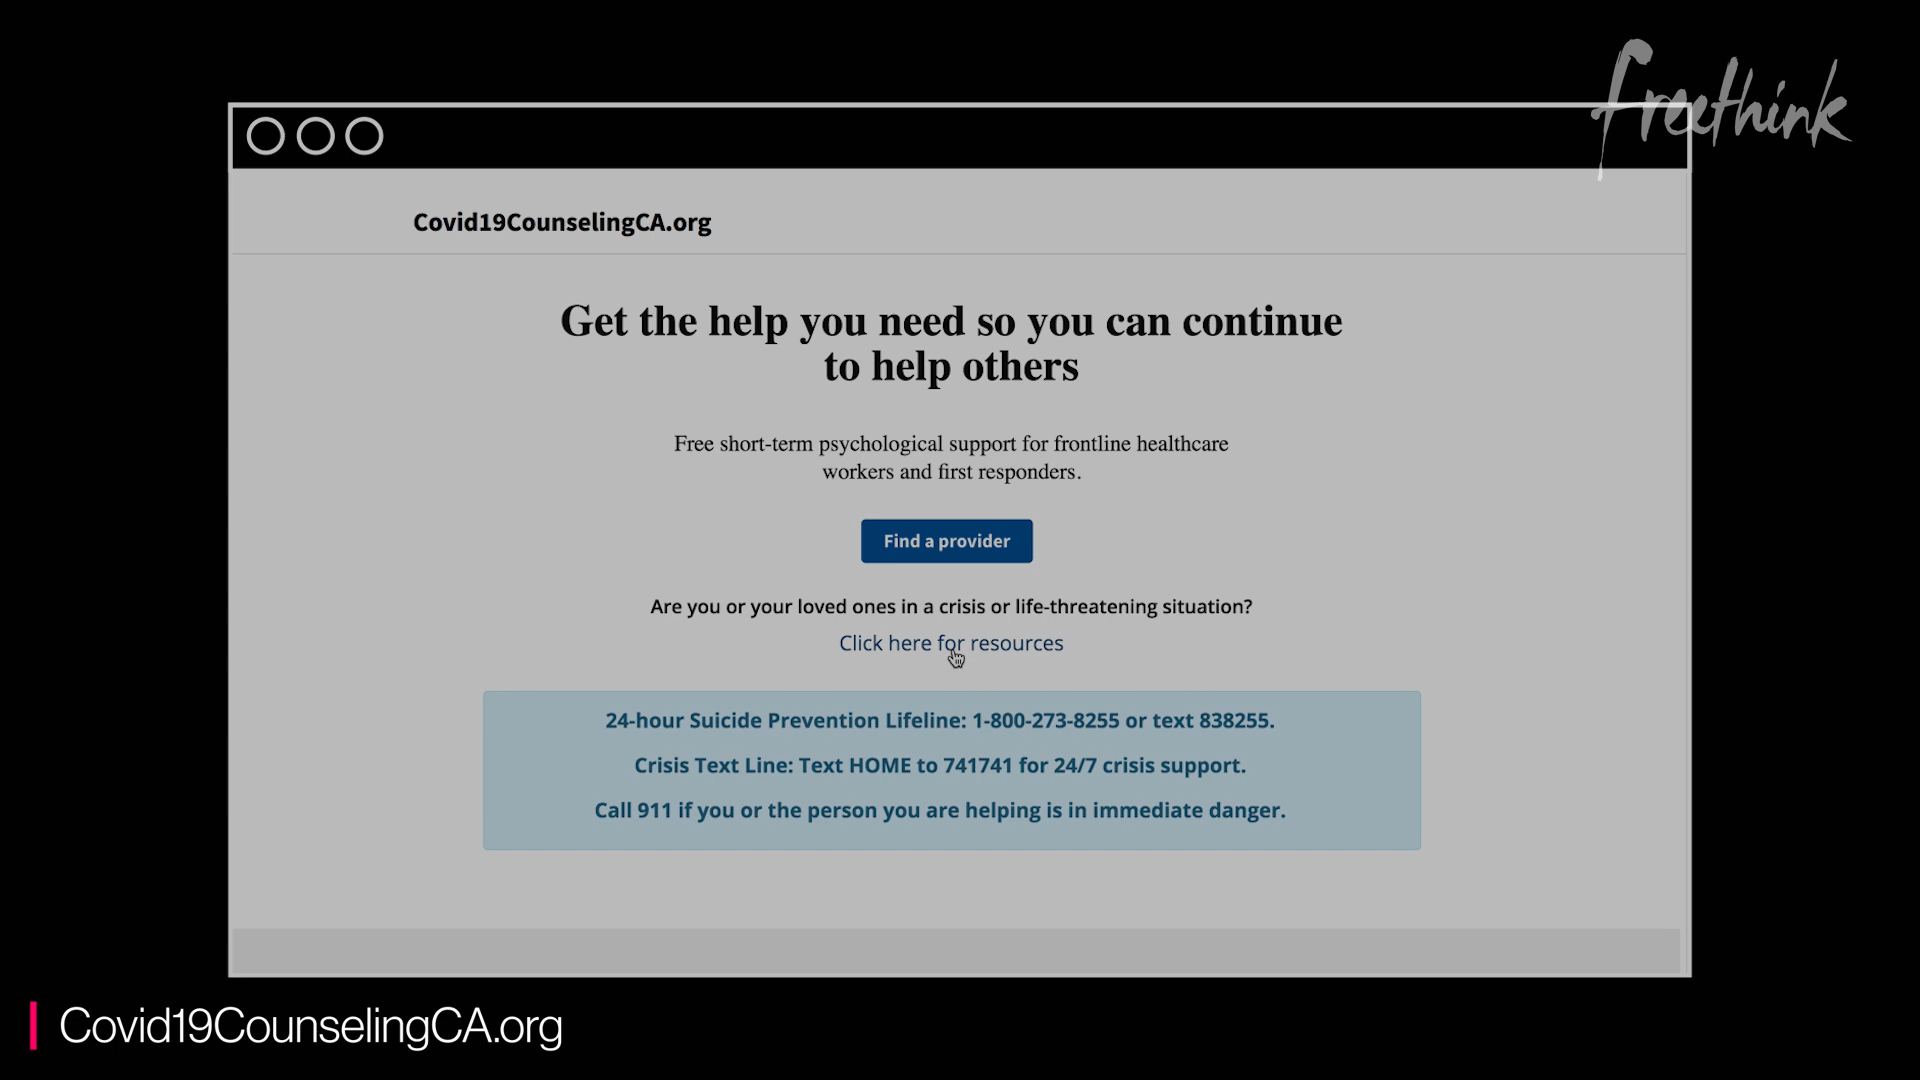 freethink
Covid19CounselingCA.org
Get the help you need so you can continue
to help others
Free short-term psychological support for frontline healthcare
workers and first responders.
Find a provider
Are you or your loved ones in a crisis or life-threatening situation?
Click here for resources
24-hour Suicide Prevention Lifeline: 1-800-273-8255 or text 838255.
Crisis Text Line: Text HOME to 741741 for 24/7 crisis support.
Call 911 if you or the person you are helping is in immediate danger.
Covid19CounselingCA.org